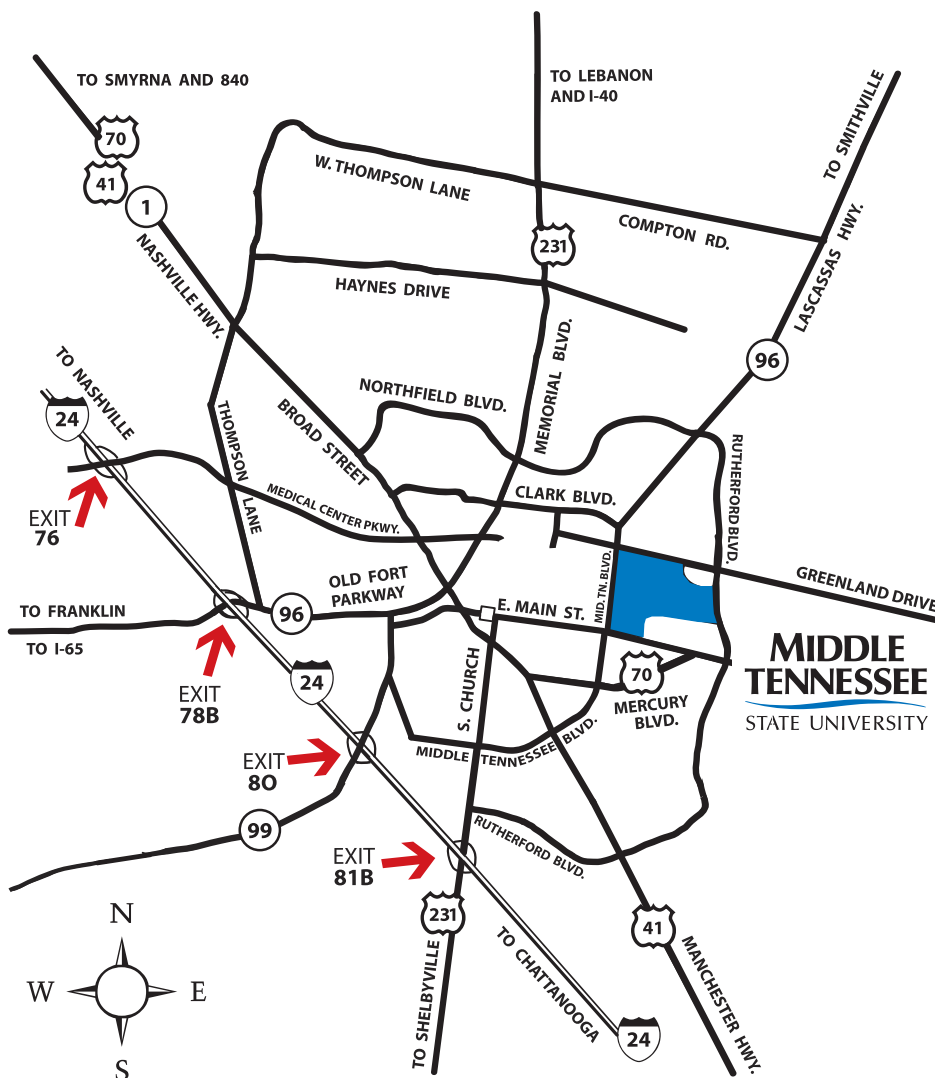 TO SMYRNA AND 840
70
41
1
NASHVILLE HWY.
TO LEBANON
AND I-40
W. THOMPSON LANE
COMPTON RD.
TO SMITHVILLE
LASCASSAS HWY.
231
HAYNES DRIVE
96
MEMORIAL BLVD.
NORTHFIELD BLVD.
TO NASHVILLE
24
THOMPSON LANE
BROAD STREET
RUTHERFORD BLVD.
CLARK BLVD.
MEDICAL CENTER PKWY.
EXIT
76
GREENLAND DRIVE
MID. TN. BLVD.
OLD FORT
PARKWAY
96
E. MAIN ST.
TO FRANKLIN
TO I-65
MIDDLE
TENNESSEE
STATE UNIVERSITY
EXIT
78B
24
S. CHURCH
70
MERCURY
BLVD.
MIDDLE TENNESSEE BLVD.
EXIT
80
99
RUTHERFORD BLVD.
EXIT
81B
231
41
TO SHELBYVILLE
TO CHATTANOOGA
MANCHESTER HWY.
24
N
W
E
S